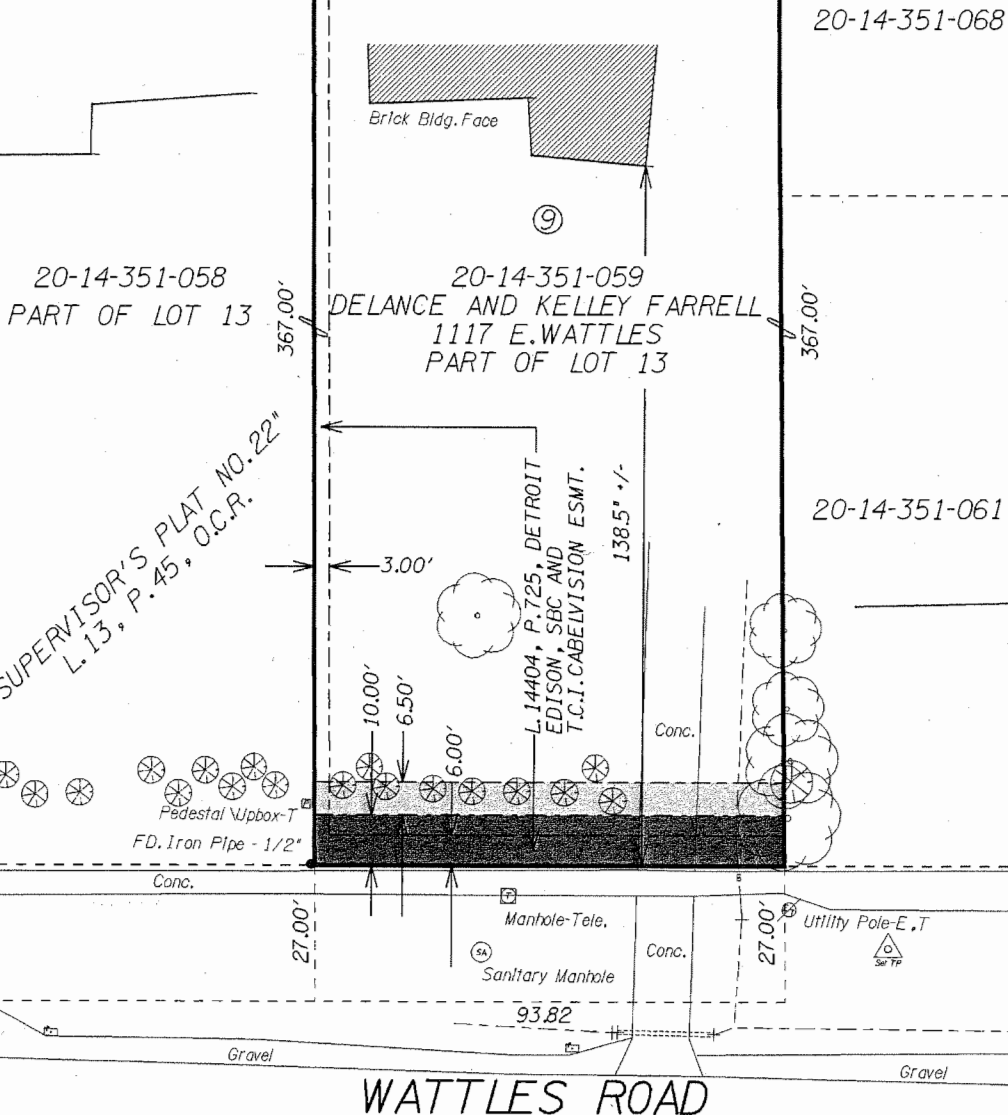 20-14-351-068
Brick Bldg. Face
9
20-14-351-058
PART OF LOT 13
367.00'
20-14-351-059
DELANCE AND KELLEY FARRELL
1117 E. WATTLES
PART OF LOT 13
367.00'
SUPERVISOR'S PLAT NO. 22"
L. 13, P. 45, O.C.R.
L.14404, P.725, DETROIT
EDISON, SBC AND
T.C.I. CABELVISION ESMT.
138.5" +/-
20-14-351-061
3.00'
10.00'
6.50'
6.00'
Conc.
Pedestal\Upbox-T
FD. Iron Pipe - 1/2"
Conc.
27.00'
T
Manhole-Tele.
SA
Sanitary Manhole
Conc.
27.00'
Utility Pole-E.T
Set TP
93.82
Gravel
Gravel
WATTLES ROAD